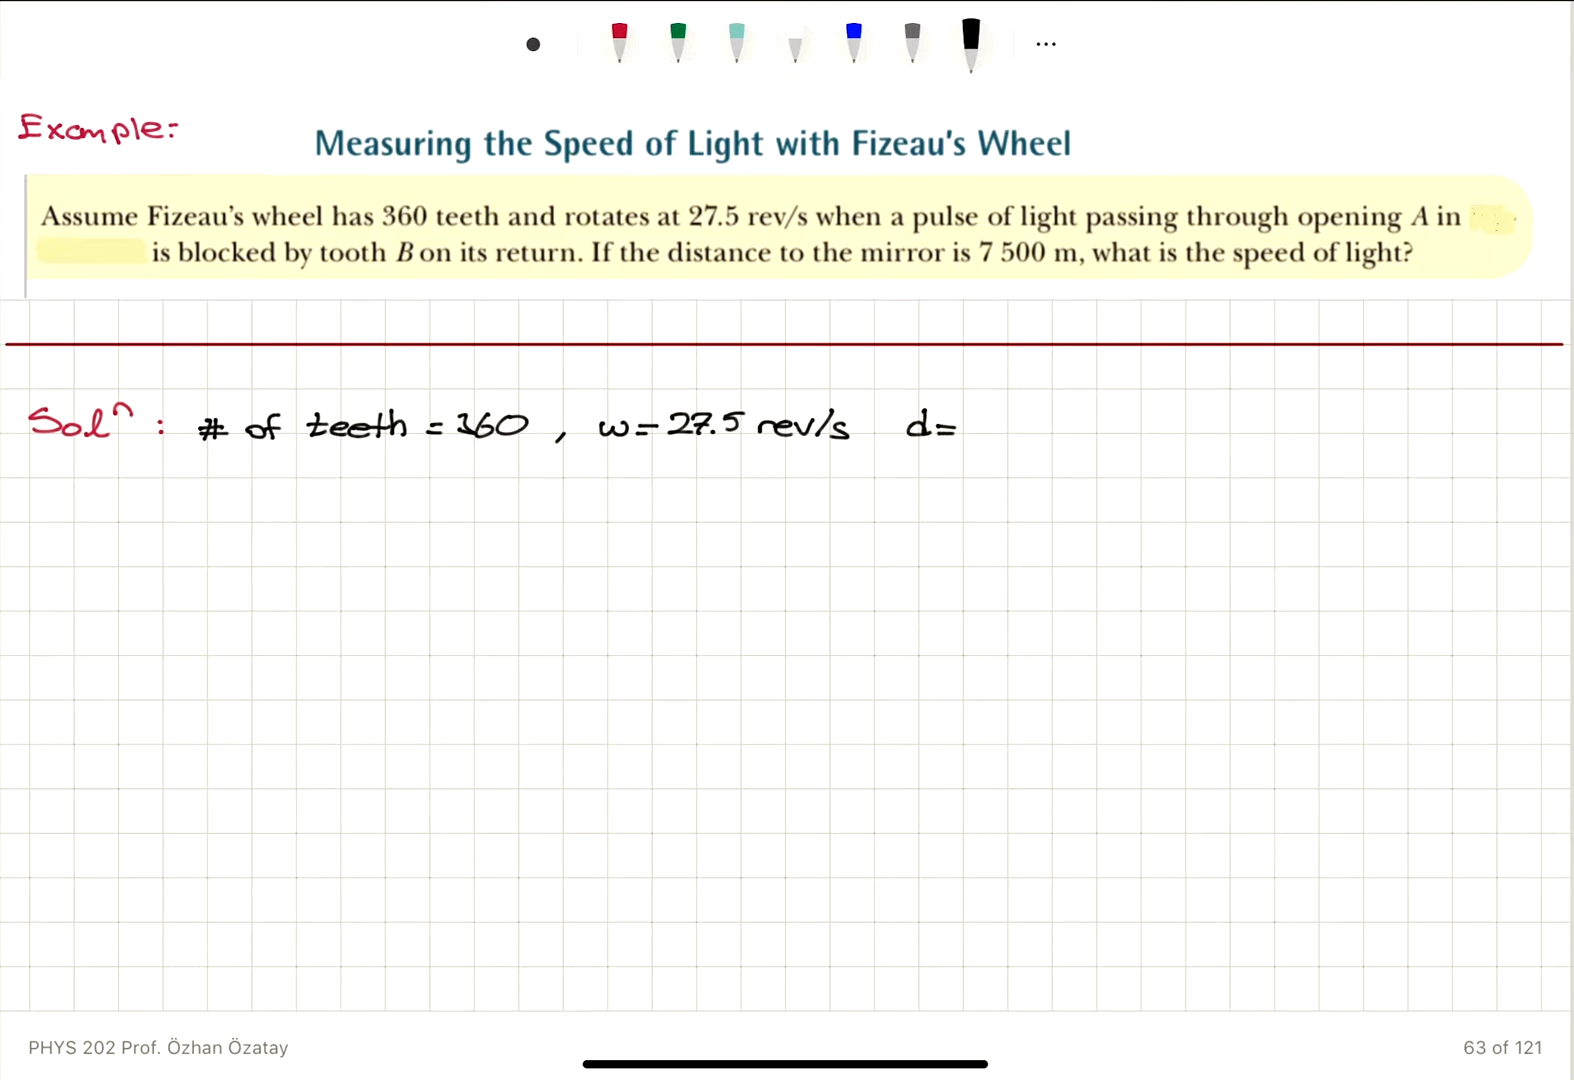 Example:
Measuring the Speed of Light with Fizeau's Wheel
Assume Fizeau's wheel has 360 teeth and rotates at 27.5 rev/s when a pulse of light passing through opening A in
is blocked by tooth B on its return. If the distance to the mirror is 7 500 m, what is the speed of light?
Solⁿ : # of teeth = 360 , ω = 27.5 rev/s d=
PHYS 202 Prof. Özhan Özatay
63 of 121